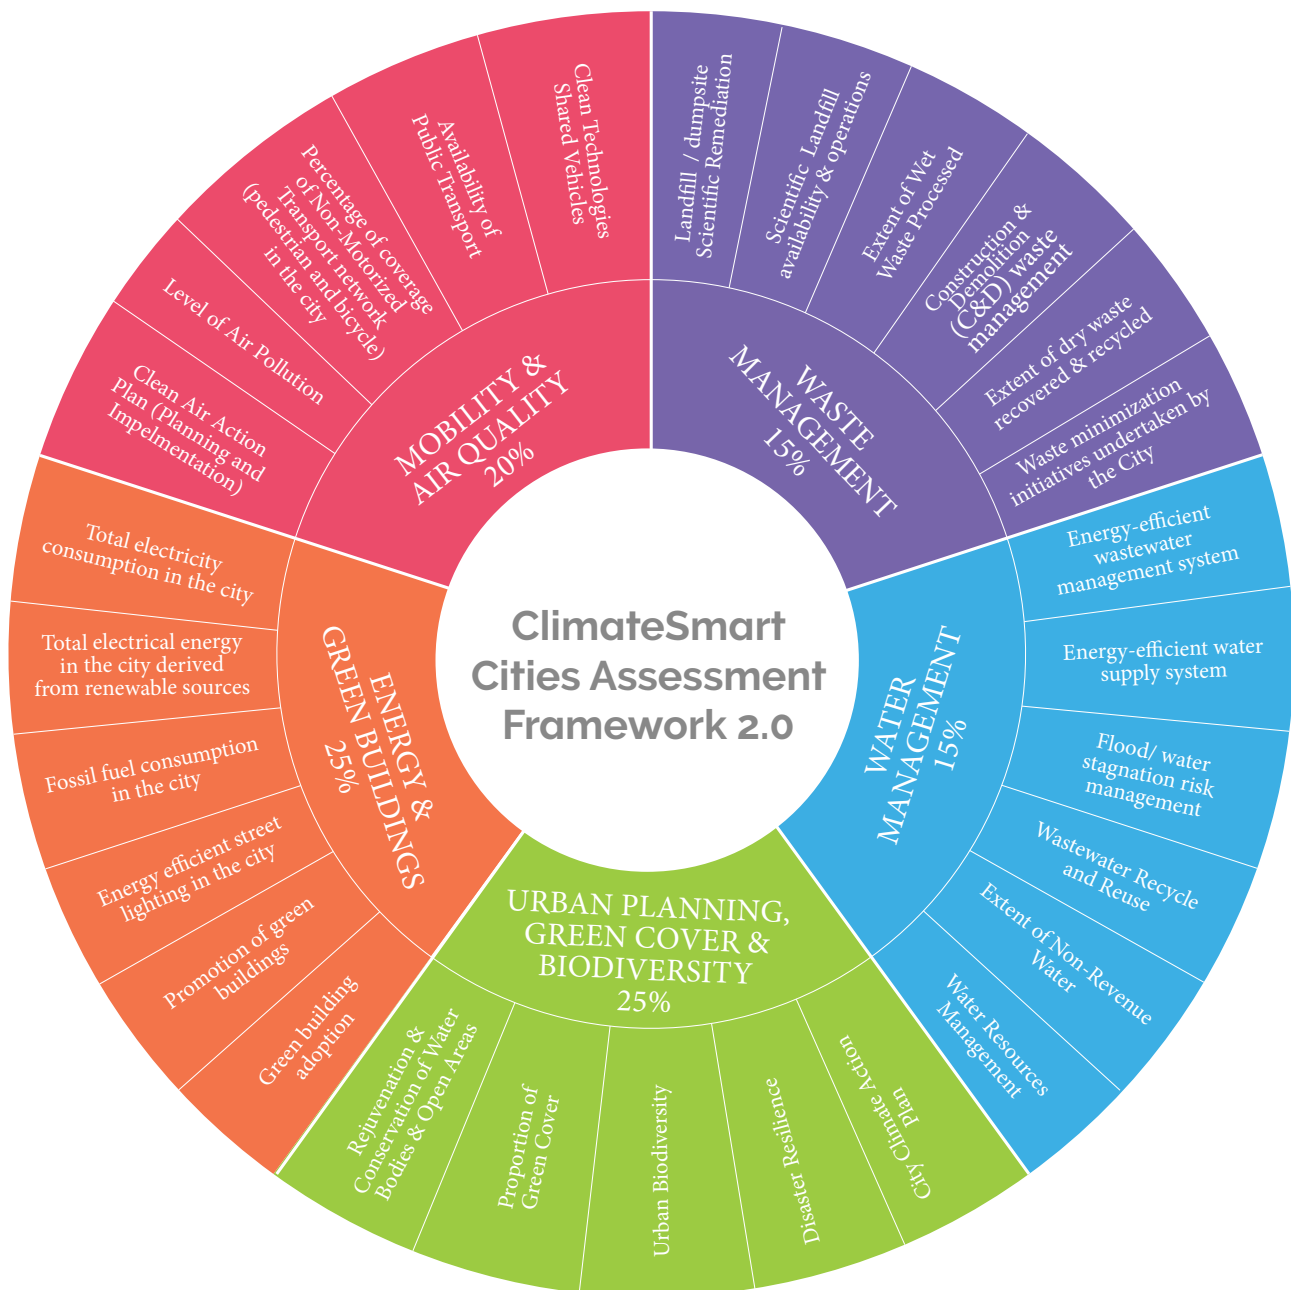 ClimateSmart
Cities Assessment
Framework 2.0
WASTE
MANAGEMENT
15%
Landfill / dumpsite
Scientific Remediation
Scientific Landfill
availability & operations
Extent of Wet
Waste Processed
Construction &
Demolition
(C&D) waste
management
Extent of dry waste
recovered & recycled
Waste minimization
initiatives undertaken by
the City
WATER
MANAGEMENT
15%
Energy-efficient
wastewater
management system
Energy-efficient water
supply system
Flood/ water
stagnation risk
management
Wastewater Recycle
and Reuse
Extent of Non-Revenue
Water
Water Resources
Management
URBAN PLANNING,
GREEN COVER &
BIODIVERSITY
25%
City Climate Action
Plan
Disaster Resilience
Urban Biodiversity
Proportion of
Green Cover
Rejuvenation &
Conservation of Water
Bodies & Open Areas
ENERGY &
GREEN BUILDINGS
25%
Green building
adoption
Promotion of green
buildings
Energy efficient street
lighting in the city
Fossil fuel consumption
in the city
Total electrical energy
in the city derived
from renewable sources
Total electricity
consumption in the city
MOBILITY &
AIR QUALITY
20%
Clean Air Action
Plan (Planning and
Impelmentation)
Level of Air Pollution
Percentage of coverage
of Non-Motorized
Transport network
(pedestrian and bicycle)
in the city
Availability of
Public Transport
Clean Technologies
Shared Vehicles